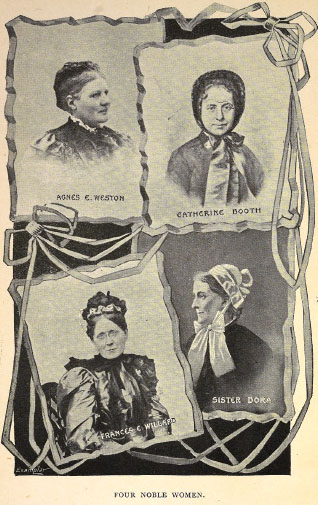 AGNES E. WESTON
CATHERINE BOOTH
FRANCES E. WILLARD
SISTER DORA
FOUR NOBLE WOMEN.